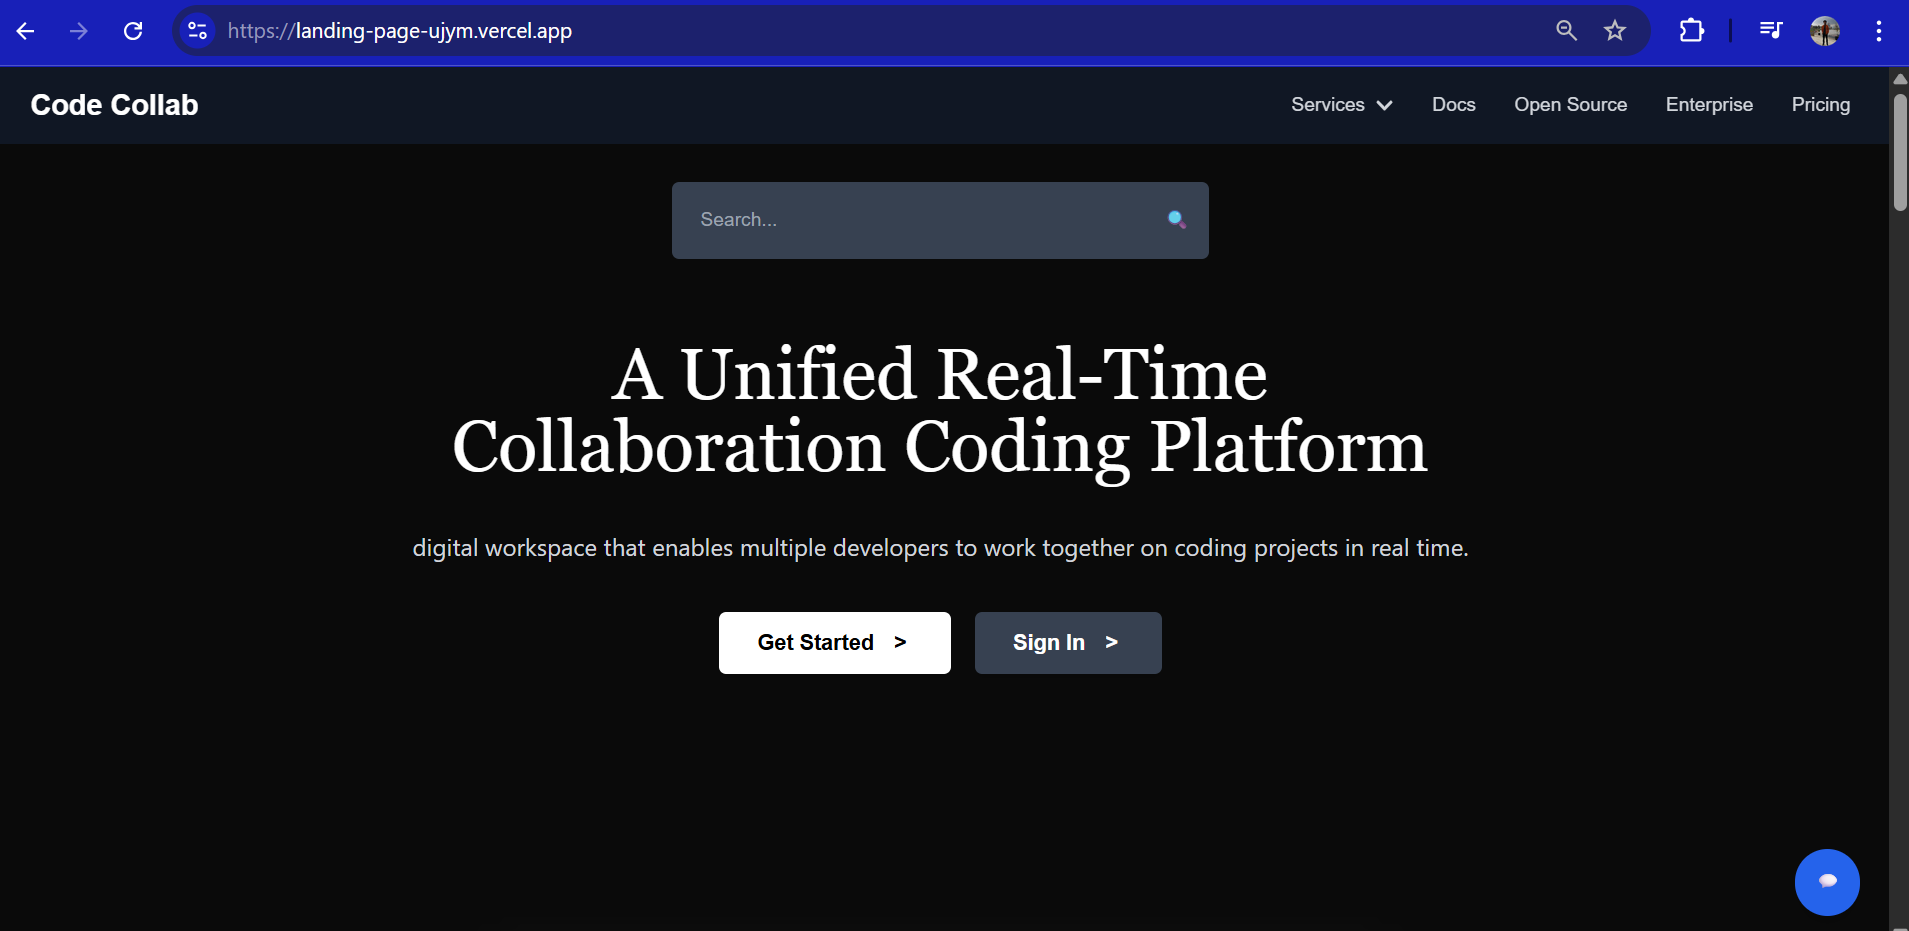 https://landing-page-ujym.vercel.app
Code Collab
Services Docs Open Source Enterprise Pricing
Search...
A Unified Real-Time
Collaboration Coding Platform
digital workspace that enables multiple developers to work together on coding projects in real time.
Get Started > Sign In >